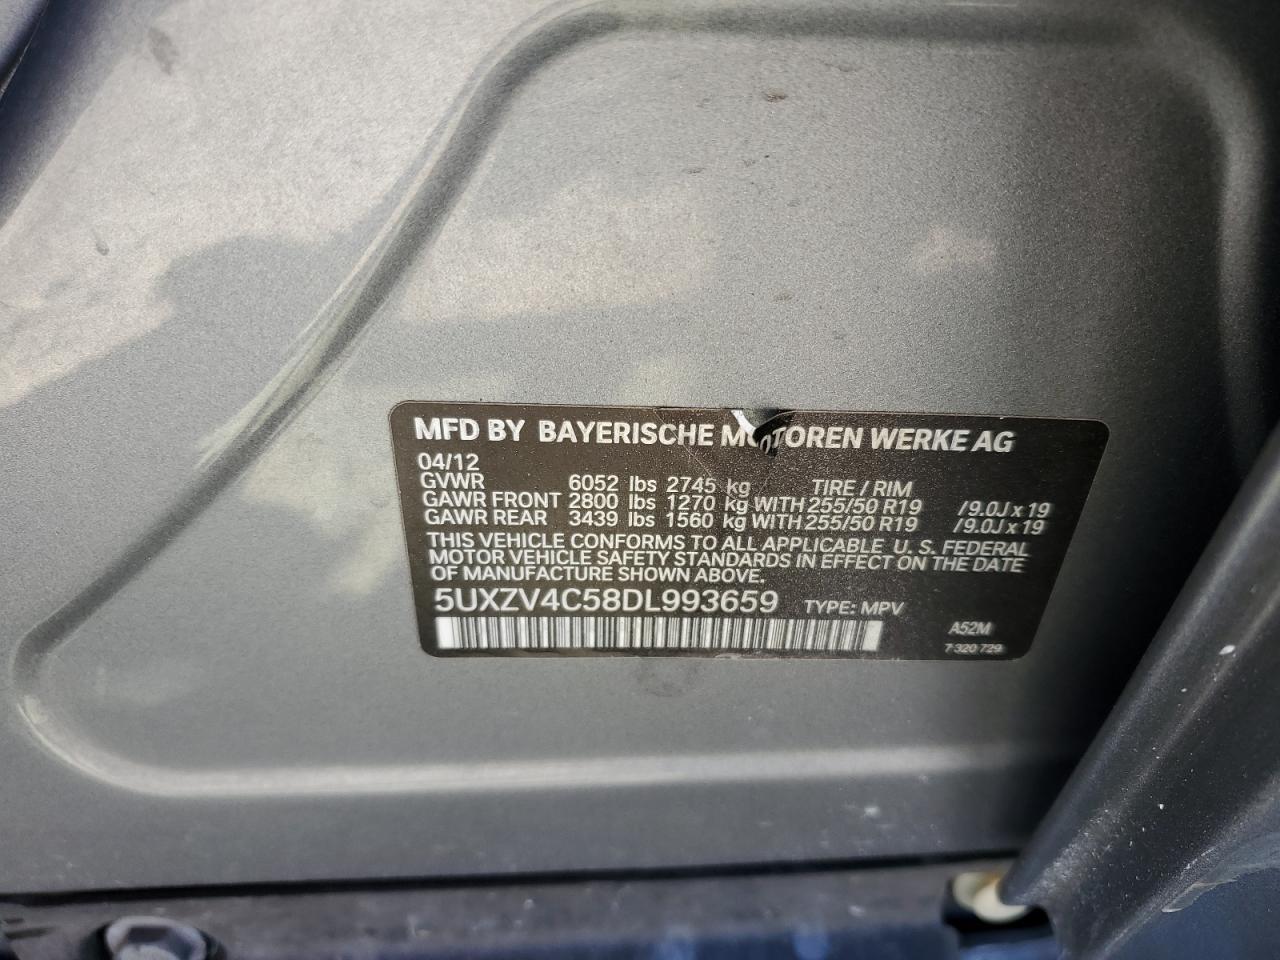 MFD BY BAYERISCHE MOTOREN WERKE AG
04/12
GVWR 6052 lbs 2745 kg TIRE / RIM
GAWR FRONT 2800 lbs 1270 kg WITH 255/50 R19 /9.0J x 19
GAWR REAR 3439 lbs 1560 kg WITH 255/50 R19 /9.0J x 19
THIS VEHICLE CONFORMS TO ALL APPLICABLE U. S. FEDERAL
MOTOR VEHICLE SAFETY STANDARDS IN EFFECT ON THE DATE
OF MANUFACTURE SHOWN ABOVE.
5UXZV4C58DL993659 TYPE: MPV
A52M
7 320 729